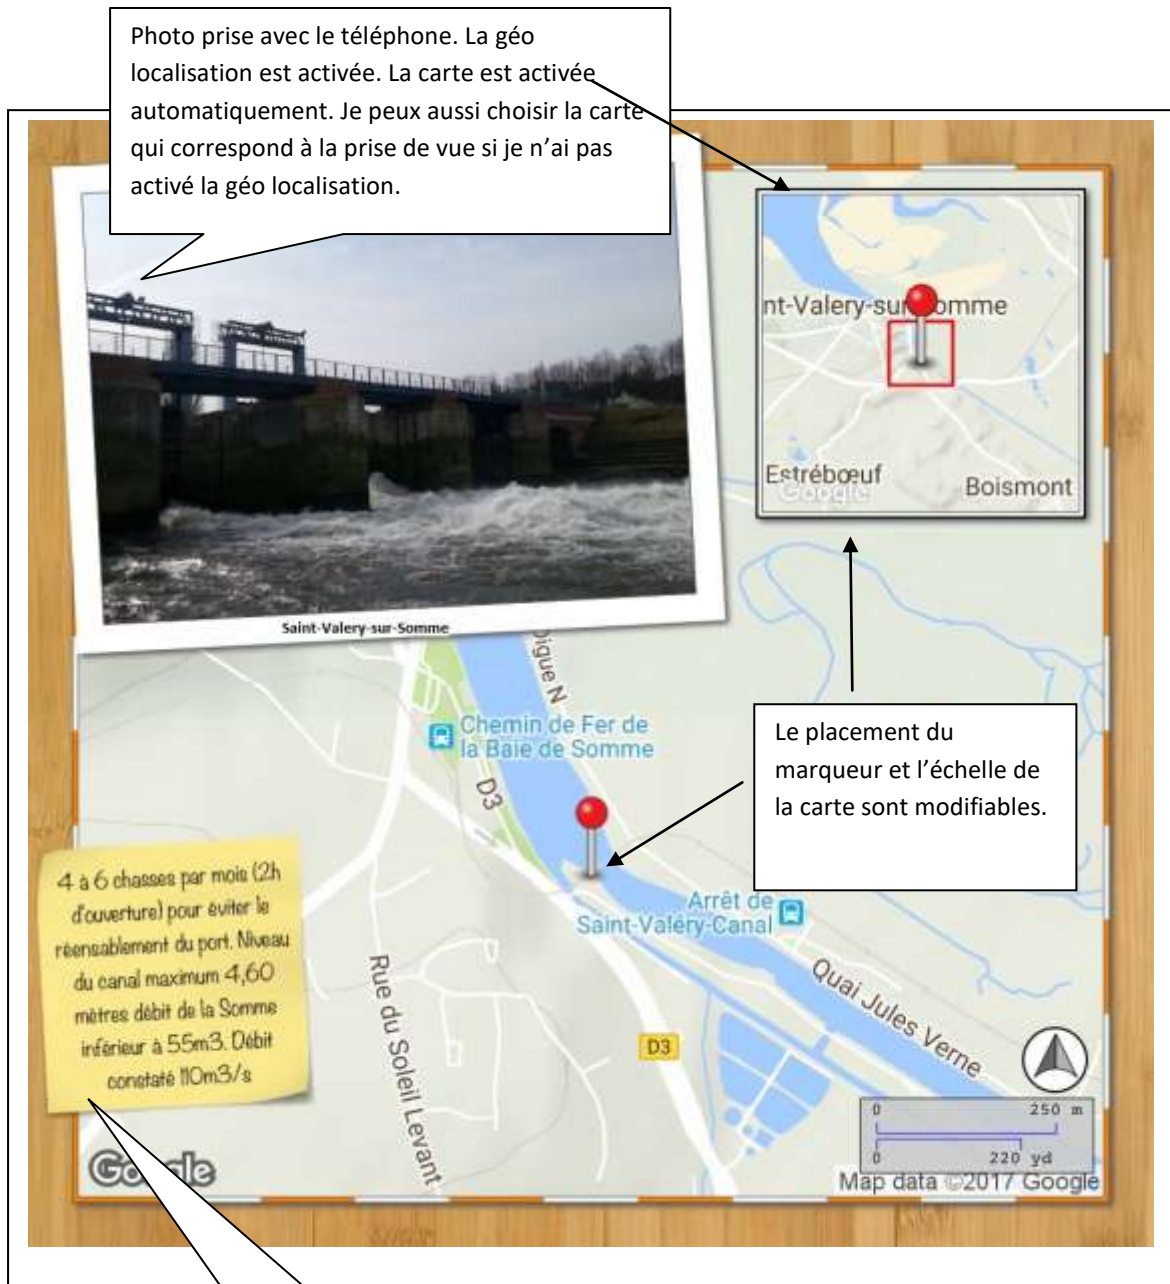 Photo prise avec le téléphone. La géo
localisation est activée. La carte est activée
automatiquement. Je peux aussi choisir la carte
qui correspond à la prise de vue si je n’ai pas
activé la géo localisation.
nt-Valery-sur-Somme
Estrébœuf
Boismont
Google
Saint-Valery-sur-Somme
Digue N
Chemin de Fer de
la Baie de Somme
D3
Le placement du
marqueur et l’échelle de
la carte sont modifiables.
4 à 6 chasses par mois (2h
d'ouverture) pour éviter le
réensablement du port. Niveau
du canal maximum 4,60
mètres débit de la Somme
inférieur à 55m3. Débit
constaté 110m3/s
Arrêt de
Saint-Valéry-Canal
Rue du Soleil Levant
Quai Jules Verne
D3
0 250 m
0 220 yd
Google
Map data ©2017 Google